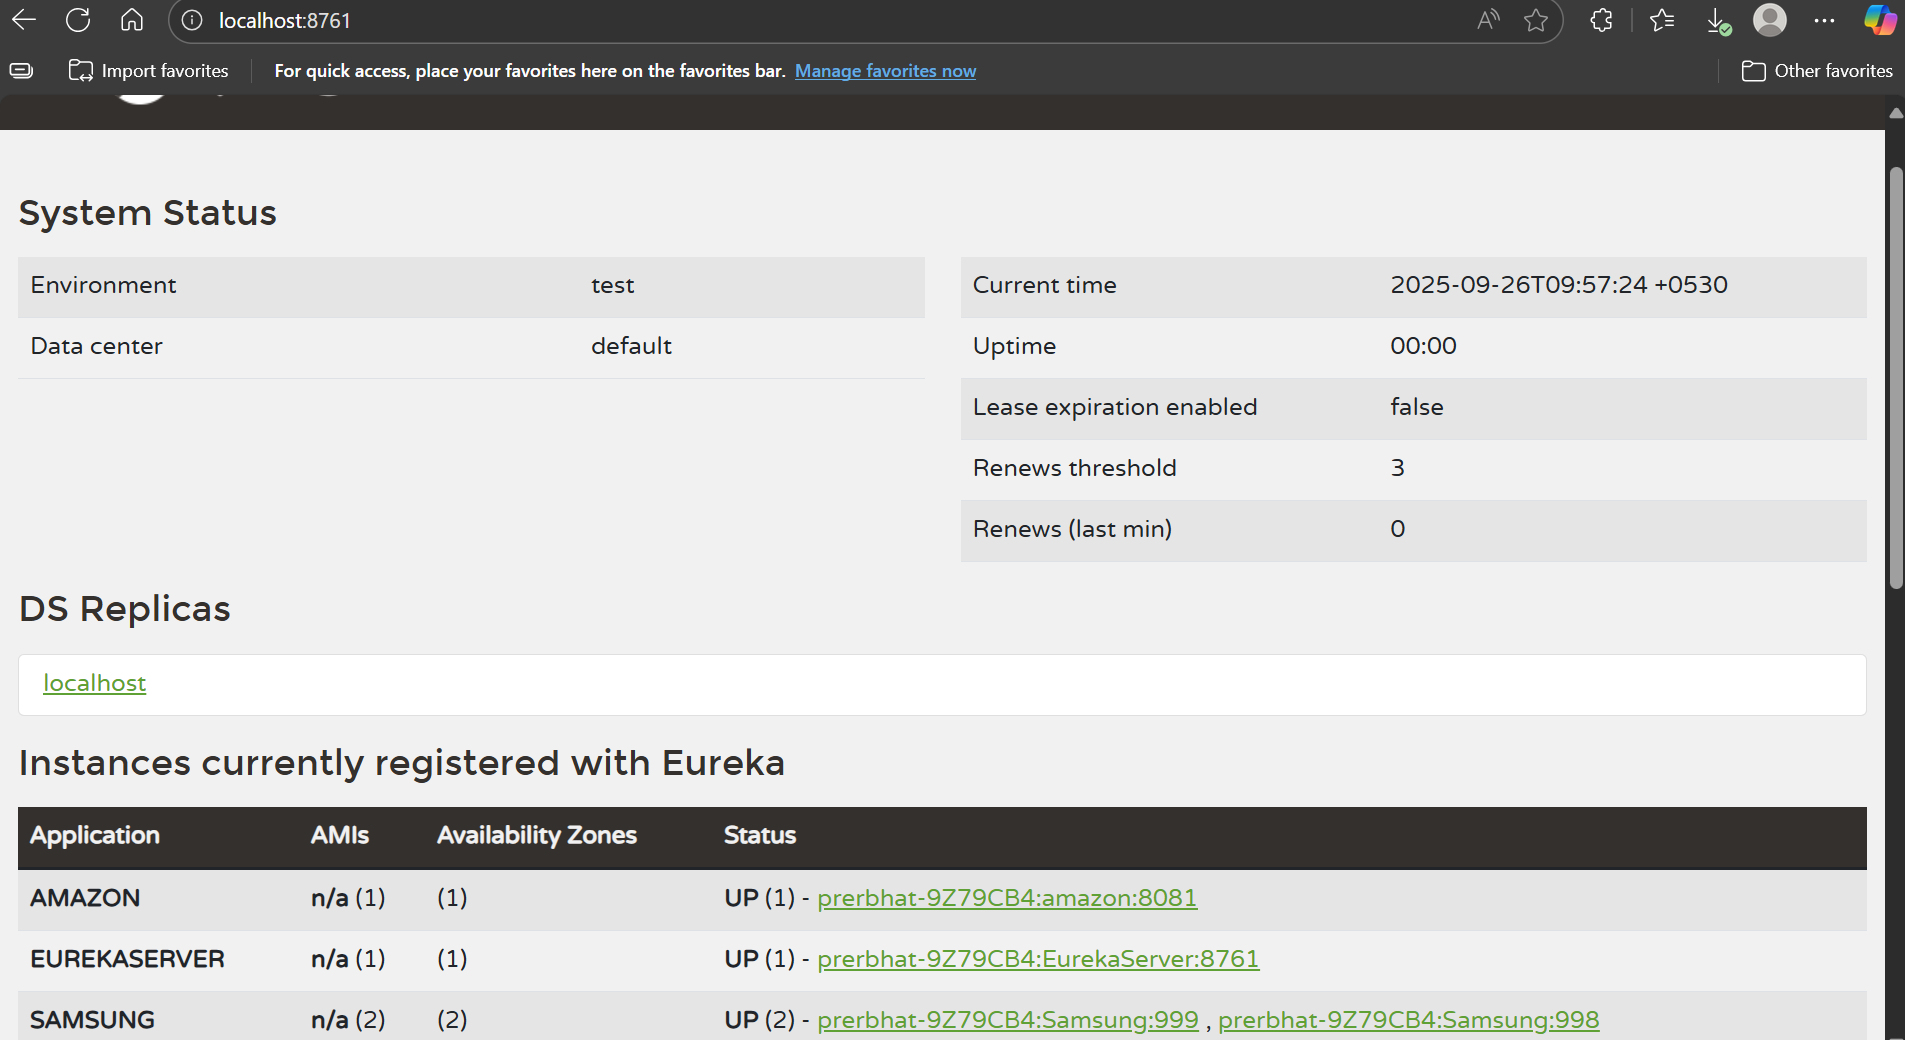 localhost:8761
Import favorites For quick access, place your favorites here on the favorites bar. Manage favorites now Other favorites
System Status
Environment test
Data center default
Current time 2025-09-26T09:57:24 +0530
Uptime 00:00
Lease expiration enabled false
Renews threshold 3
Renews (last min) 0
DS Replicas
localhost
Instances currently registered with Eureka
Application AMIs Availability Zones Status
AMAZON n/a (1) (1) UP (1) - prerbhat-9Z79CB4:amazon:8081
EUREKASERVER n/a (1) (1) UP (1) - prerbhat-9Z79CB4:EurekaServer:8761
SAMSUNG n/a (2) (2) UP (2) - prerbhat-9Z79CB4:Samsung:999 , prerbhat-9Z79CB4:Samsung:998